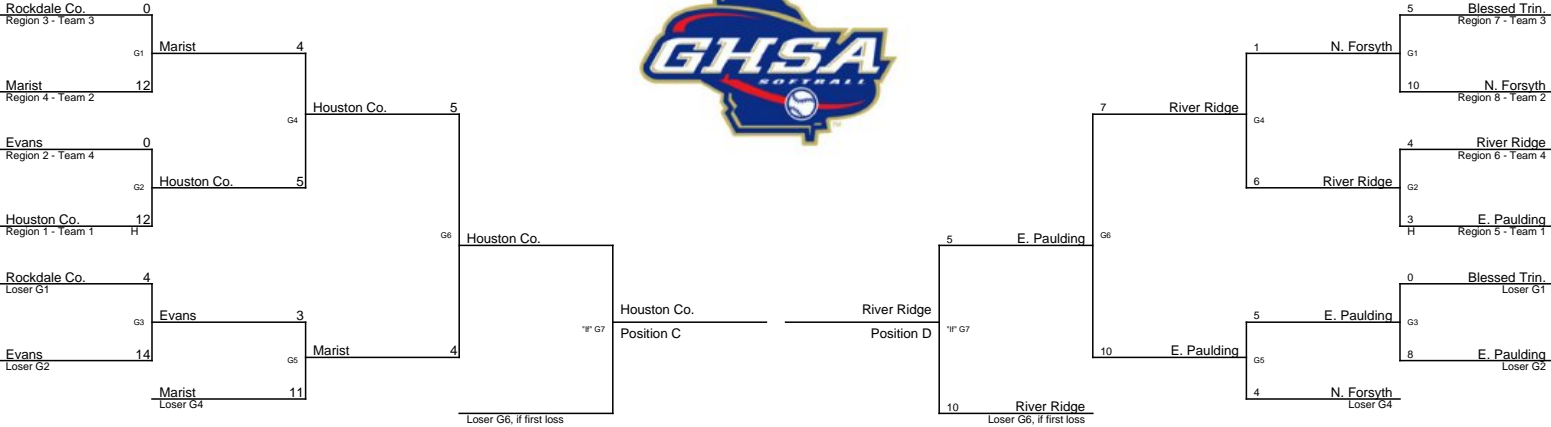 Rockdale Co. 0
Region 3 - Team 3
G1
Marist 4
Marist 12
Region 4 - Team 2
G4
Houston Co. 5
Evans 0
Region 2 - Team 4
G2
Houston Co. 5
Houston Co. 12
Region 1 - Team 1 H
G6
Houston Co.
Rockdale Co. 4
Loser G1
G3
Evans 3
Evans 14
Loser G2
G5
Marist 4
Marist 11
Loser G4
"If" G7
Loser G6, if first loss
Houston Co.
Position C
GHSA
SOFTBALL
River Ridge
Position D
5 Blessed Trin.
Region 7 - Team 3
1 N. Forsyth
G1
10 N. Forsyth
Region 8 - Team 2
7 River Ridge
G4
4 River Ridge
Region 6 - Team 4
6 River Ridge
G2
3 E. Paulding
H Region 5 - Team 1
5 E. Paulding
G6
0 Blessed Trin.
Loser G1
5 E. Paulding
G3
8 E. Paulding
Loser G2
10 E. Paulding
G5
4 N. Forsyth
Loser G4
"If" G7
10 River Ridge
Loser G6, if first loss